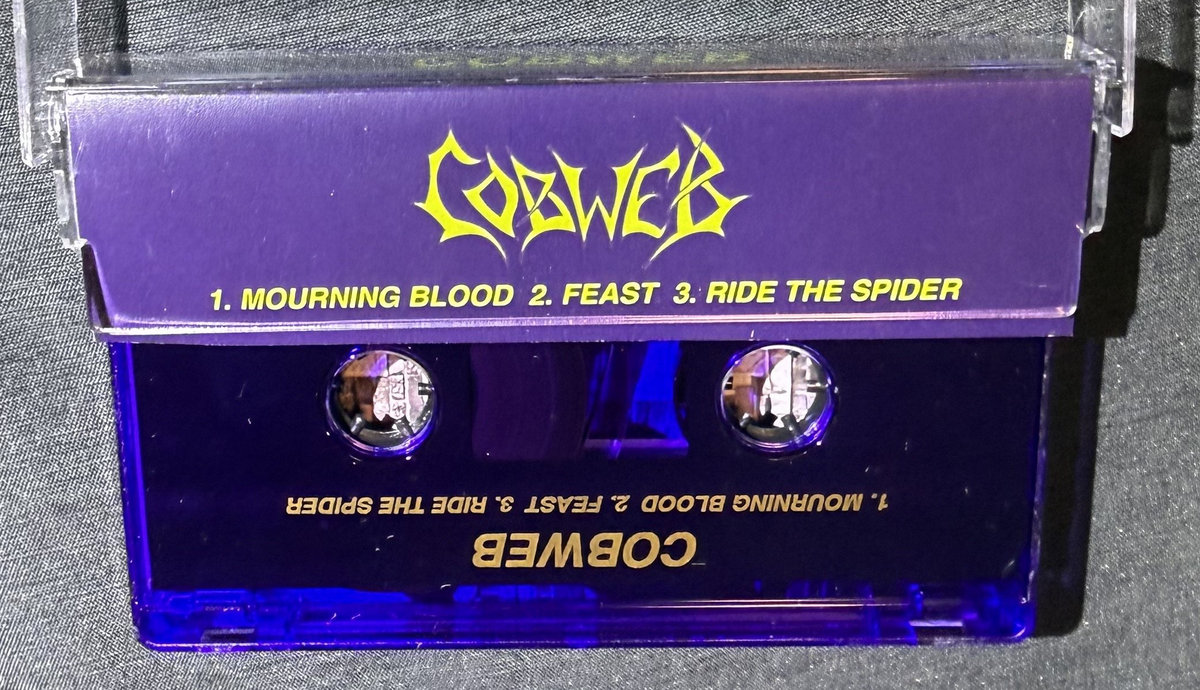 COBWEB
1. MOURNING BLOOD 2. FEAST 3. RIDE THE SPIDER
1. MOURNING BLOOD 2. FEAST 3. RIDE THE SPIDER
COBWEB